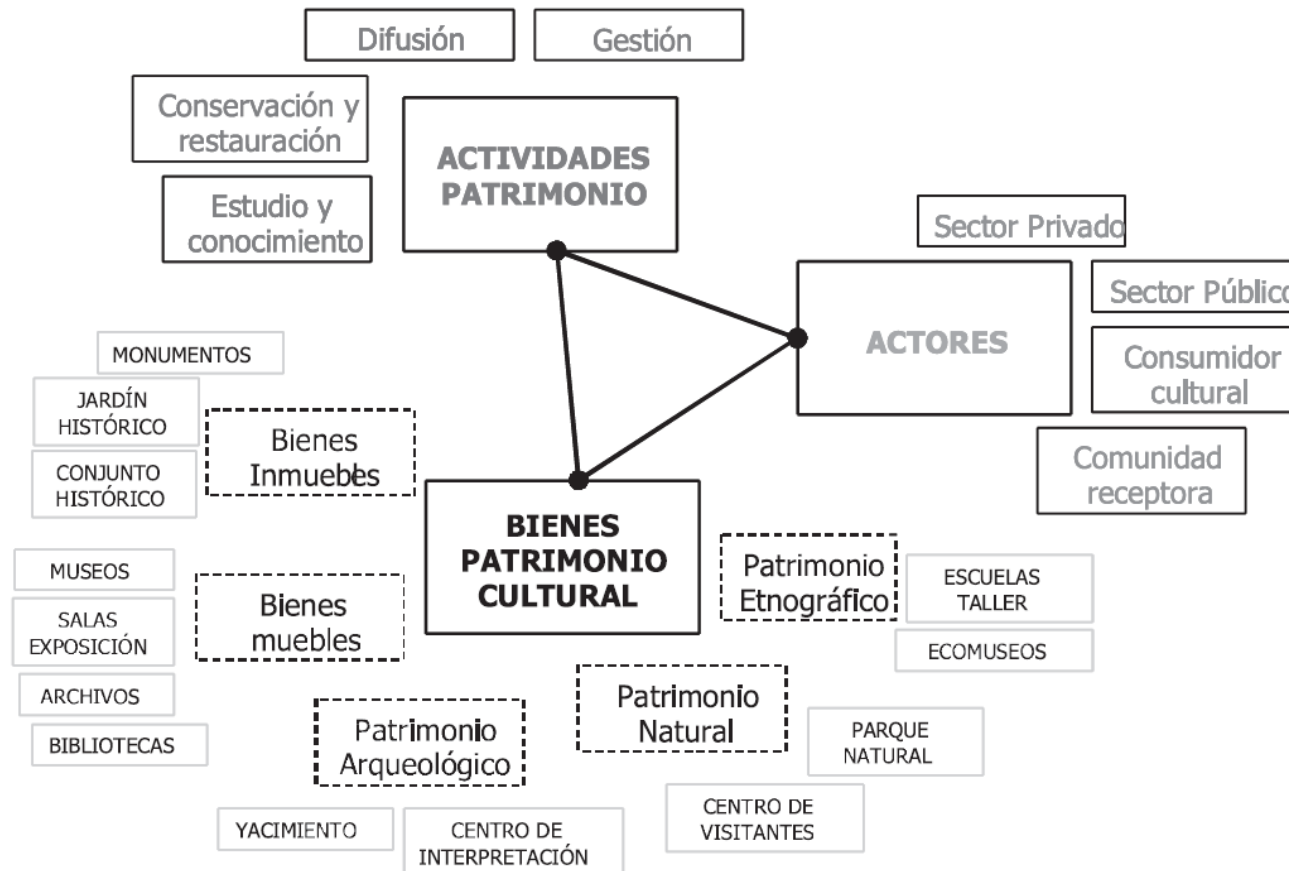 Difusión
Gestión
Conservación y
restauración
Estudio y
conocimiento
ACTIVIDADES
PATRIMONIO
Sector Privado
Sector Público
Consumidor
cultural
Comunidad
receptora
ACTORES
MONUMENTOS
JARDÍN
HISTÓRICO
CONJUNTO
HISTÓRICO
Bienes
Inmuebles
BIENES
PATRIMONIO
CULTURAL
MUSEOS
SALAS
EXPOSICIÓN
ARCHIVOS
BIBLIOTECAS
Bienes
muebles
Patrimonio
Etnográfico
ESCUELAS
TALLER
ECOMUSEOS
Patrimonio
Natural
PARQUE
NATURAL
CENTRO DE
VISITANTES
Patrimonio
Arqueológico
YACIMIENTO
CENTRO DE
INTERPRETACIÓN